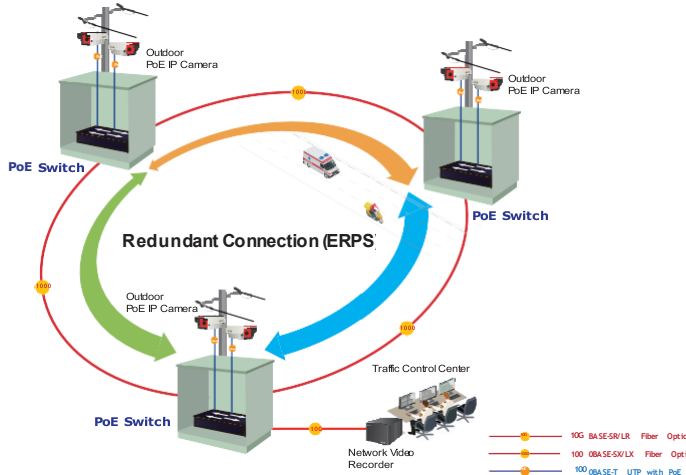 Outdoor
PoE IP Camera
Outdoor
PoE IP Camera
1000
PoE Switch
PoE Switch
Redundant Connection (ERPS)
1000
Outdoor
PoE IP Camera
1000
Traffic Control Center
PoE Switch
100
Network Video
Recorder
10G BASE-SR/LR Fiber Optic
100 0BASE-SX/LX Fiber Opti
100 0BASE-T UTP with PoE